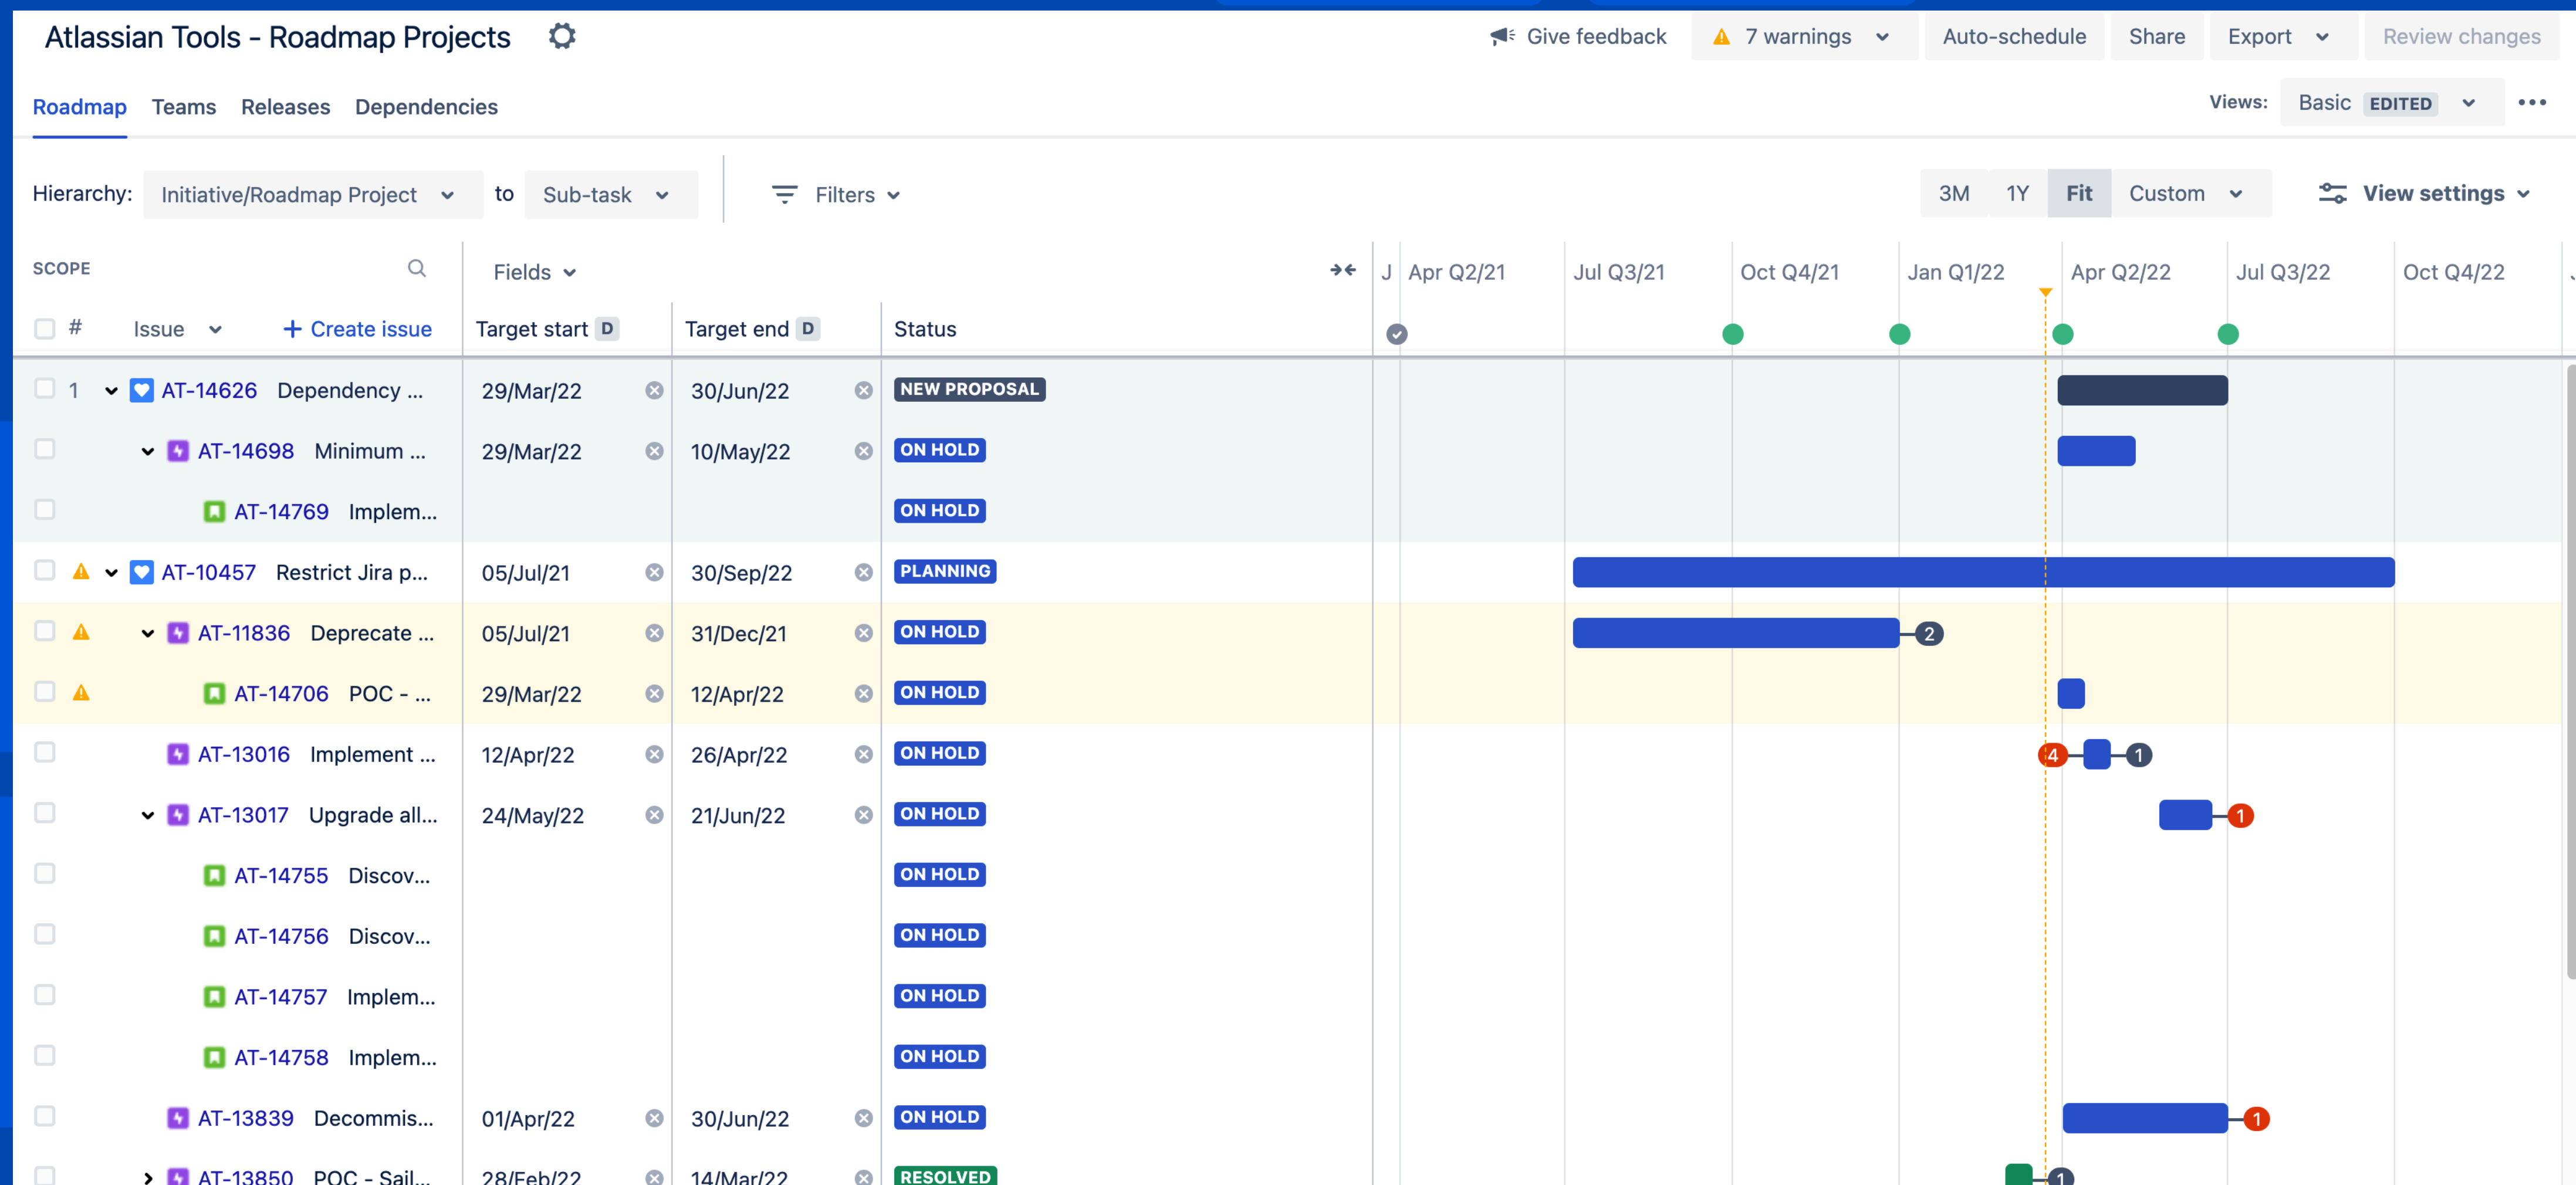 Atlassian Tools - Roadmap Projects
Give feedback
7 warnings
Auto-schedule
Share
Export
Review changes
Roadmap
Teams
Releases
Dependencies
Views:
Basic EDITED
Hierarchy:
Initiative/Roadmap Project
to
Sub-task
Filters
3M
1Y
Fit
Custom
View settings
SCOPE
Fields
J
Apr Q2/21
Jul Q3/21
Oct Q4/21
Jan Q1/22
Apr Q2/22
Jul Q3/22
Oct Q4/22
#
Issue
+ Create issue
Target start D
Target end D
Status
1 AT-14626 Dependency ... 29/Mar/22 30/Jun/22 NEW PROPOSAL
AT-14698 Minimum ... 29/Mar/22 10/May/22 ON HOLD
AT-14769 Implem... ON HOLD
AT-10457 Restrict Jira p... 05/Jul/21 30/Sep/22 PLANNING
AT-11836 Deprecate ... 05/Jul/21 31/Dec/21 ON HOLD 2
AT-14706 POC - ... 29/Mar/22 12/Apr/22 ON HOLD
AT-13016 Implement ... 12/Apr/22 26/Apr/22 ON HOLD 4 1
AT-13017 Upgrade all... 24/May/22 21/Jun/22 ON HOLD 1
AT-14755 Discov... ON HOLD
AT-14756 Discov... ON HOLD
AT-14757 Implem... ON HOLD
AT-14758 Implem... ON HOLD
AT-13839 Decommis... 01/Apr/22 30/Jun/22 ON HOLD 1
AT-13850 POC - Sail... 28/Feb/22 14/Mar/22 RESOLVED 1